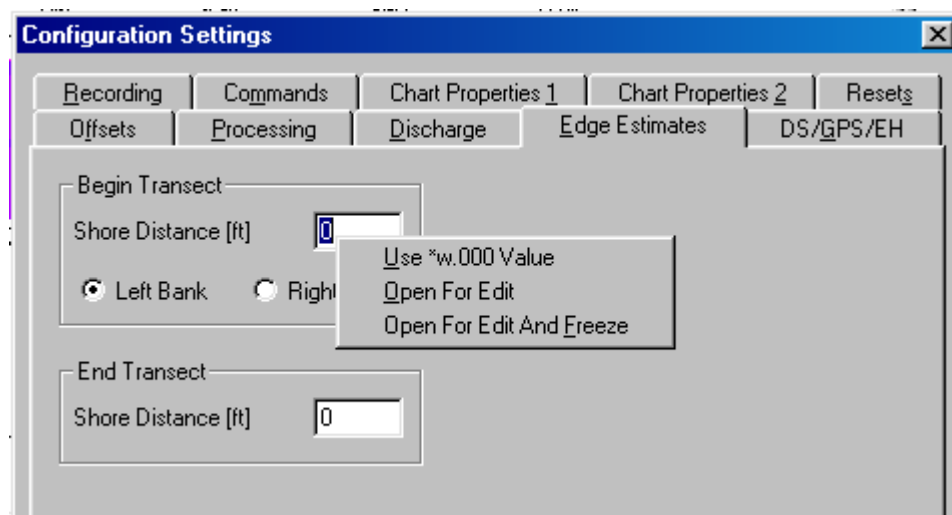 Configuration Settings
Recording Commands Chart Properties 1 Chart Properties 2 Resets
Offsets Processing Discharge Edge Estimates DS/GPS/EH
Begin Transect
Shore Distance [ft] 0
Use *w.000 Value
Left Bank Right
Open For Edit
Open For Edit And Freeze
End Transect
Shore Distance [ft] 0